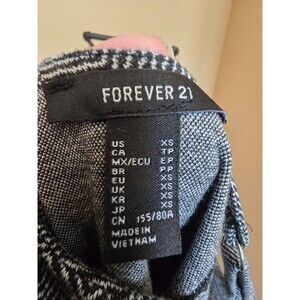 FOREVER 21
US XS
CA TP
MX/ECU EP
BR PP
EU XS
UK XS
KR XS
JP XS
CN 155/80A
MADE IN
VIETNAM